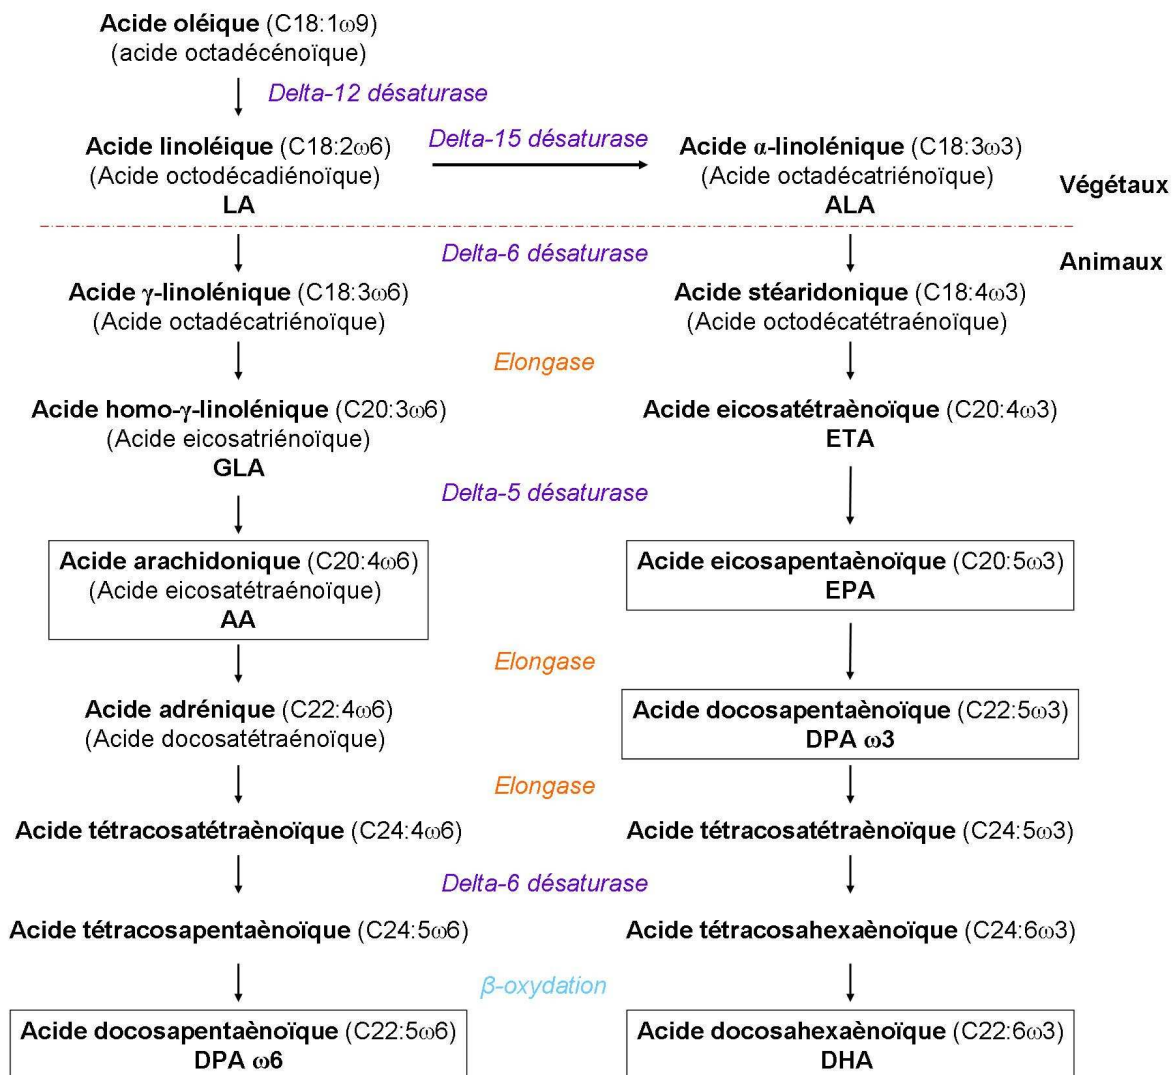 Acide oléique (C18:1ω9)
(acide octadécénoïque)
Delta-12 désaturase
Acide linoléique (C18:2ω6)
(Acide octodécadiénoïque)
LA
Delta-15 désaturase
Acide α-linolénique (C18:3ω3)
(Acide octadécatriénoïque)
ALA
Végétaux
Delta-6 désaturase
Animaux
Acide γ-linolénique (C18:3ω6)
(Acide octadécatriénoïque)
Acide stéaridonique (C18:4ω3)
(Acide octodécatétraénoïque)
Elongase
Acide homo-γ-linolénique (C20:3ω6)
(Acide eicosatriénoïque)
GLA
Acide eicosatétraènoïque (C20:4ω3)
ETA
Delta-5 désaturase
Acide arachidonique (C20:4ω6)
(Acide eicosatétraénoïque)
AA
Acide eicosapentaènoïque (C20:5ω3)
EPA
Elongase
Acide adrénique (C22:4ω6)
(Acide docosatétraénoïque)
Acide docosapentaènoïque (C22:5ω3)
DPA ω3
Elongase
Acide tétracosatétraènoïque (C24:4ω6)
Acide tétracosatétraènoïque (C24:5ω3)
Delta-6 désaturase
Acide tétracosapentaènoïque (C24:5ω6)
Acide tétracosahexaènoïque (C24:6ω3)
β-oxydation
Acide docosapentaènoïque (C22:5ω6)
DPA ω6
Acide docosahexaènoïque (C22:6ω3)
DHA